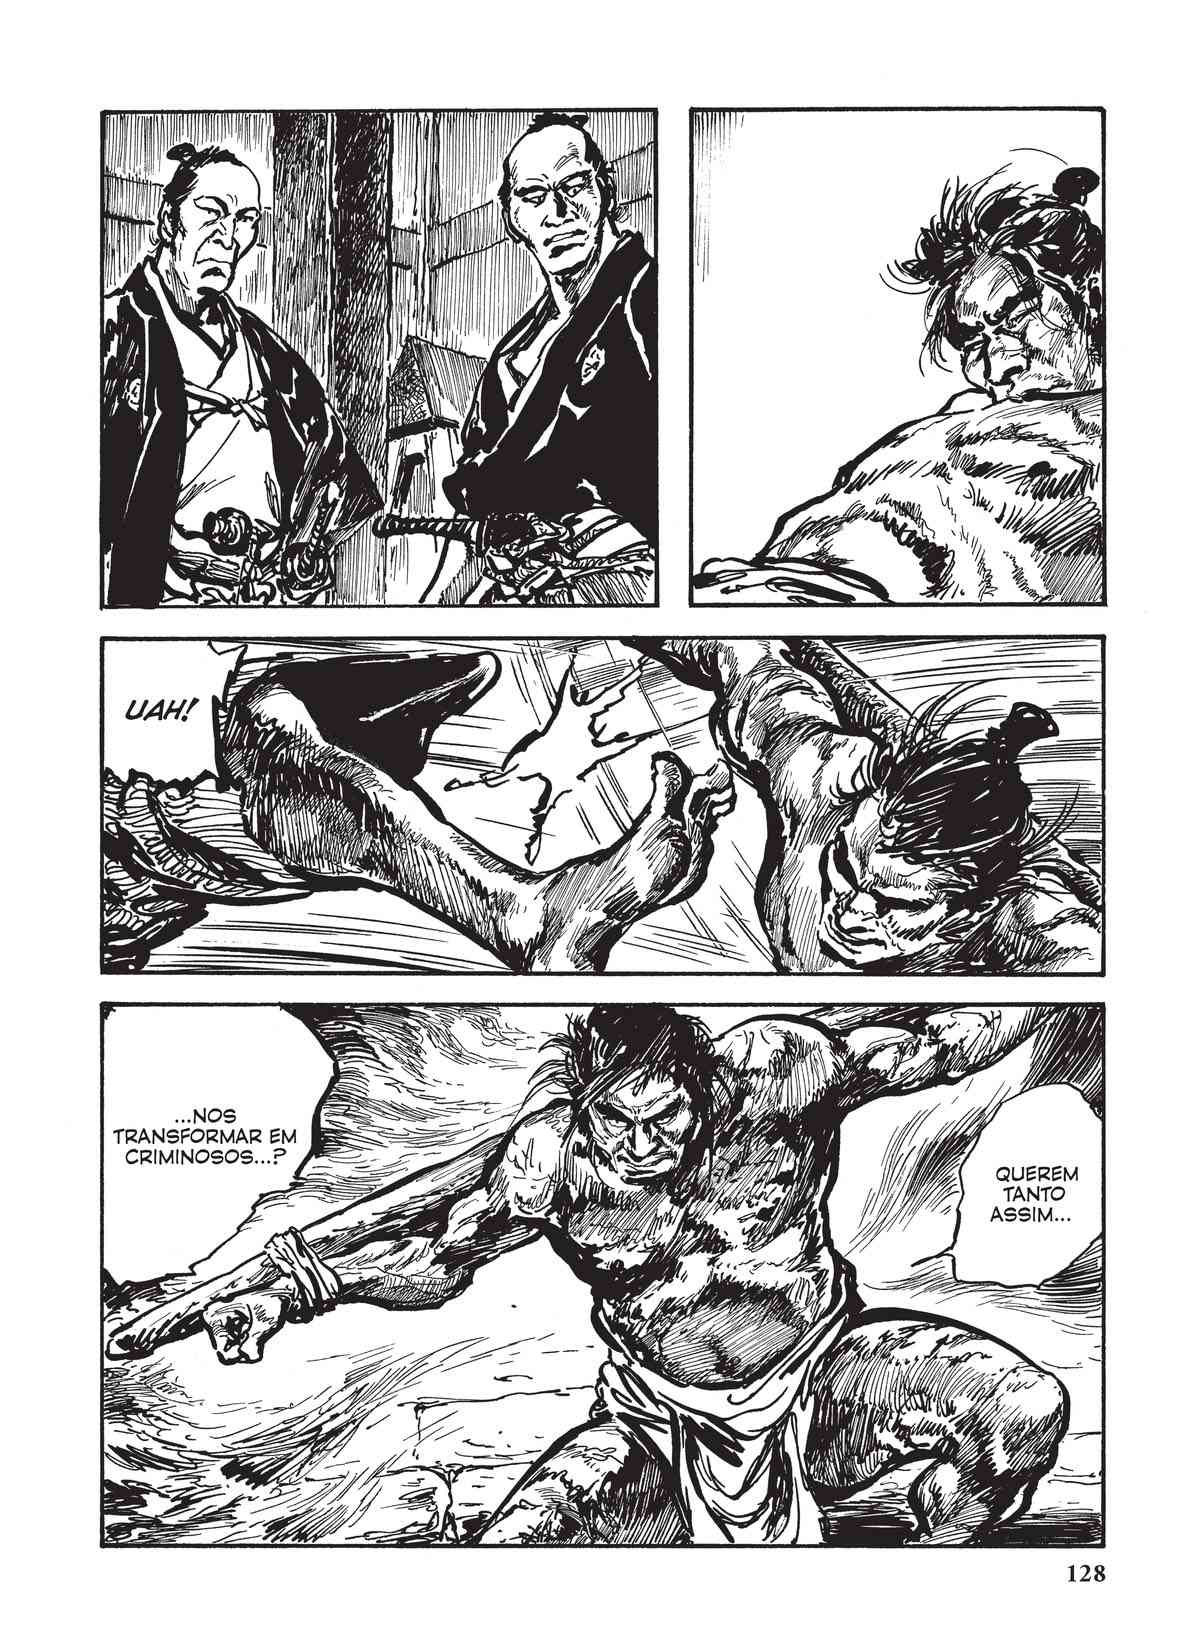 UAH!
QUEREM
TANTO
ASSIM...
...NOS
TRANSFORMAR EM
CRIMINOSOS...?
128